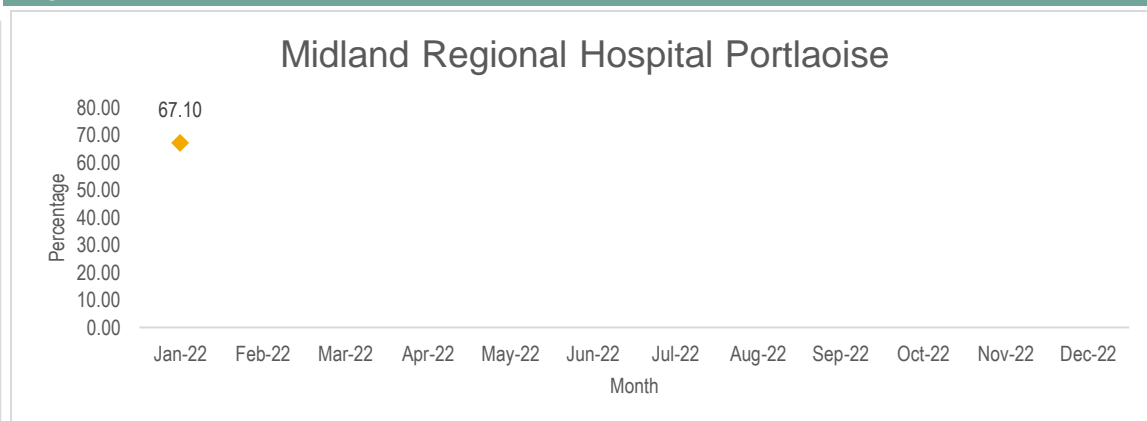 Midland Regional Hospital Portlaoise
80.00
70.00
60.00
50.00
40.00
30.00
20.00
10.00
0.00
67.10
Percentage
Jan-22 Feb-22 Mar-22 Apr-22 May-22 Jun-22 Jul-22 Aug-22 Sep-22 Oct-22 Nov-22 Dec-22
Month